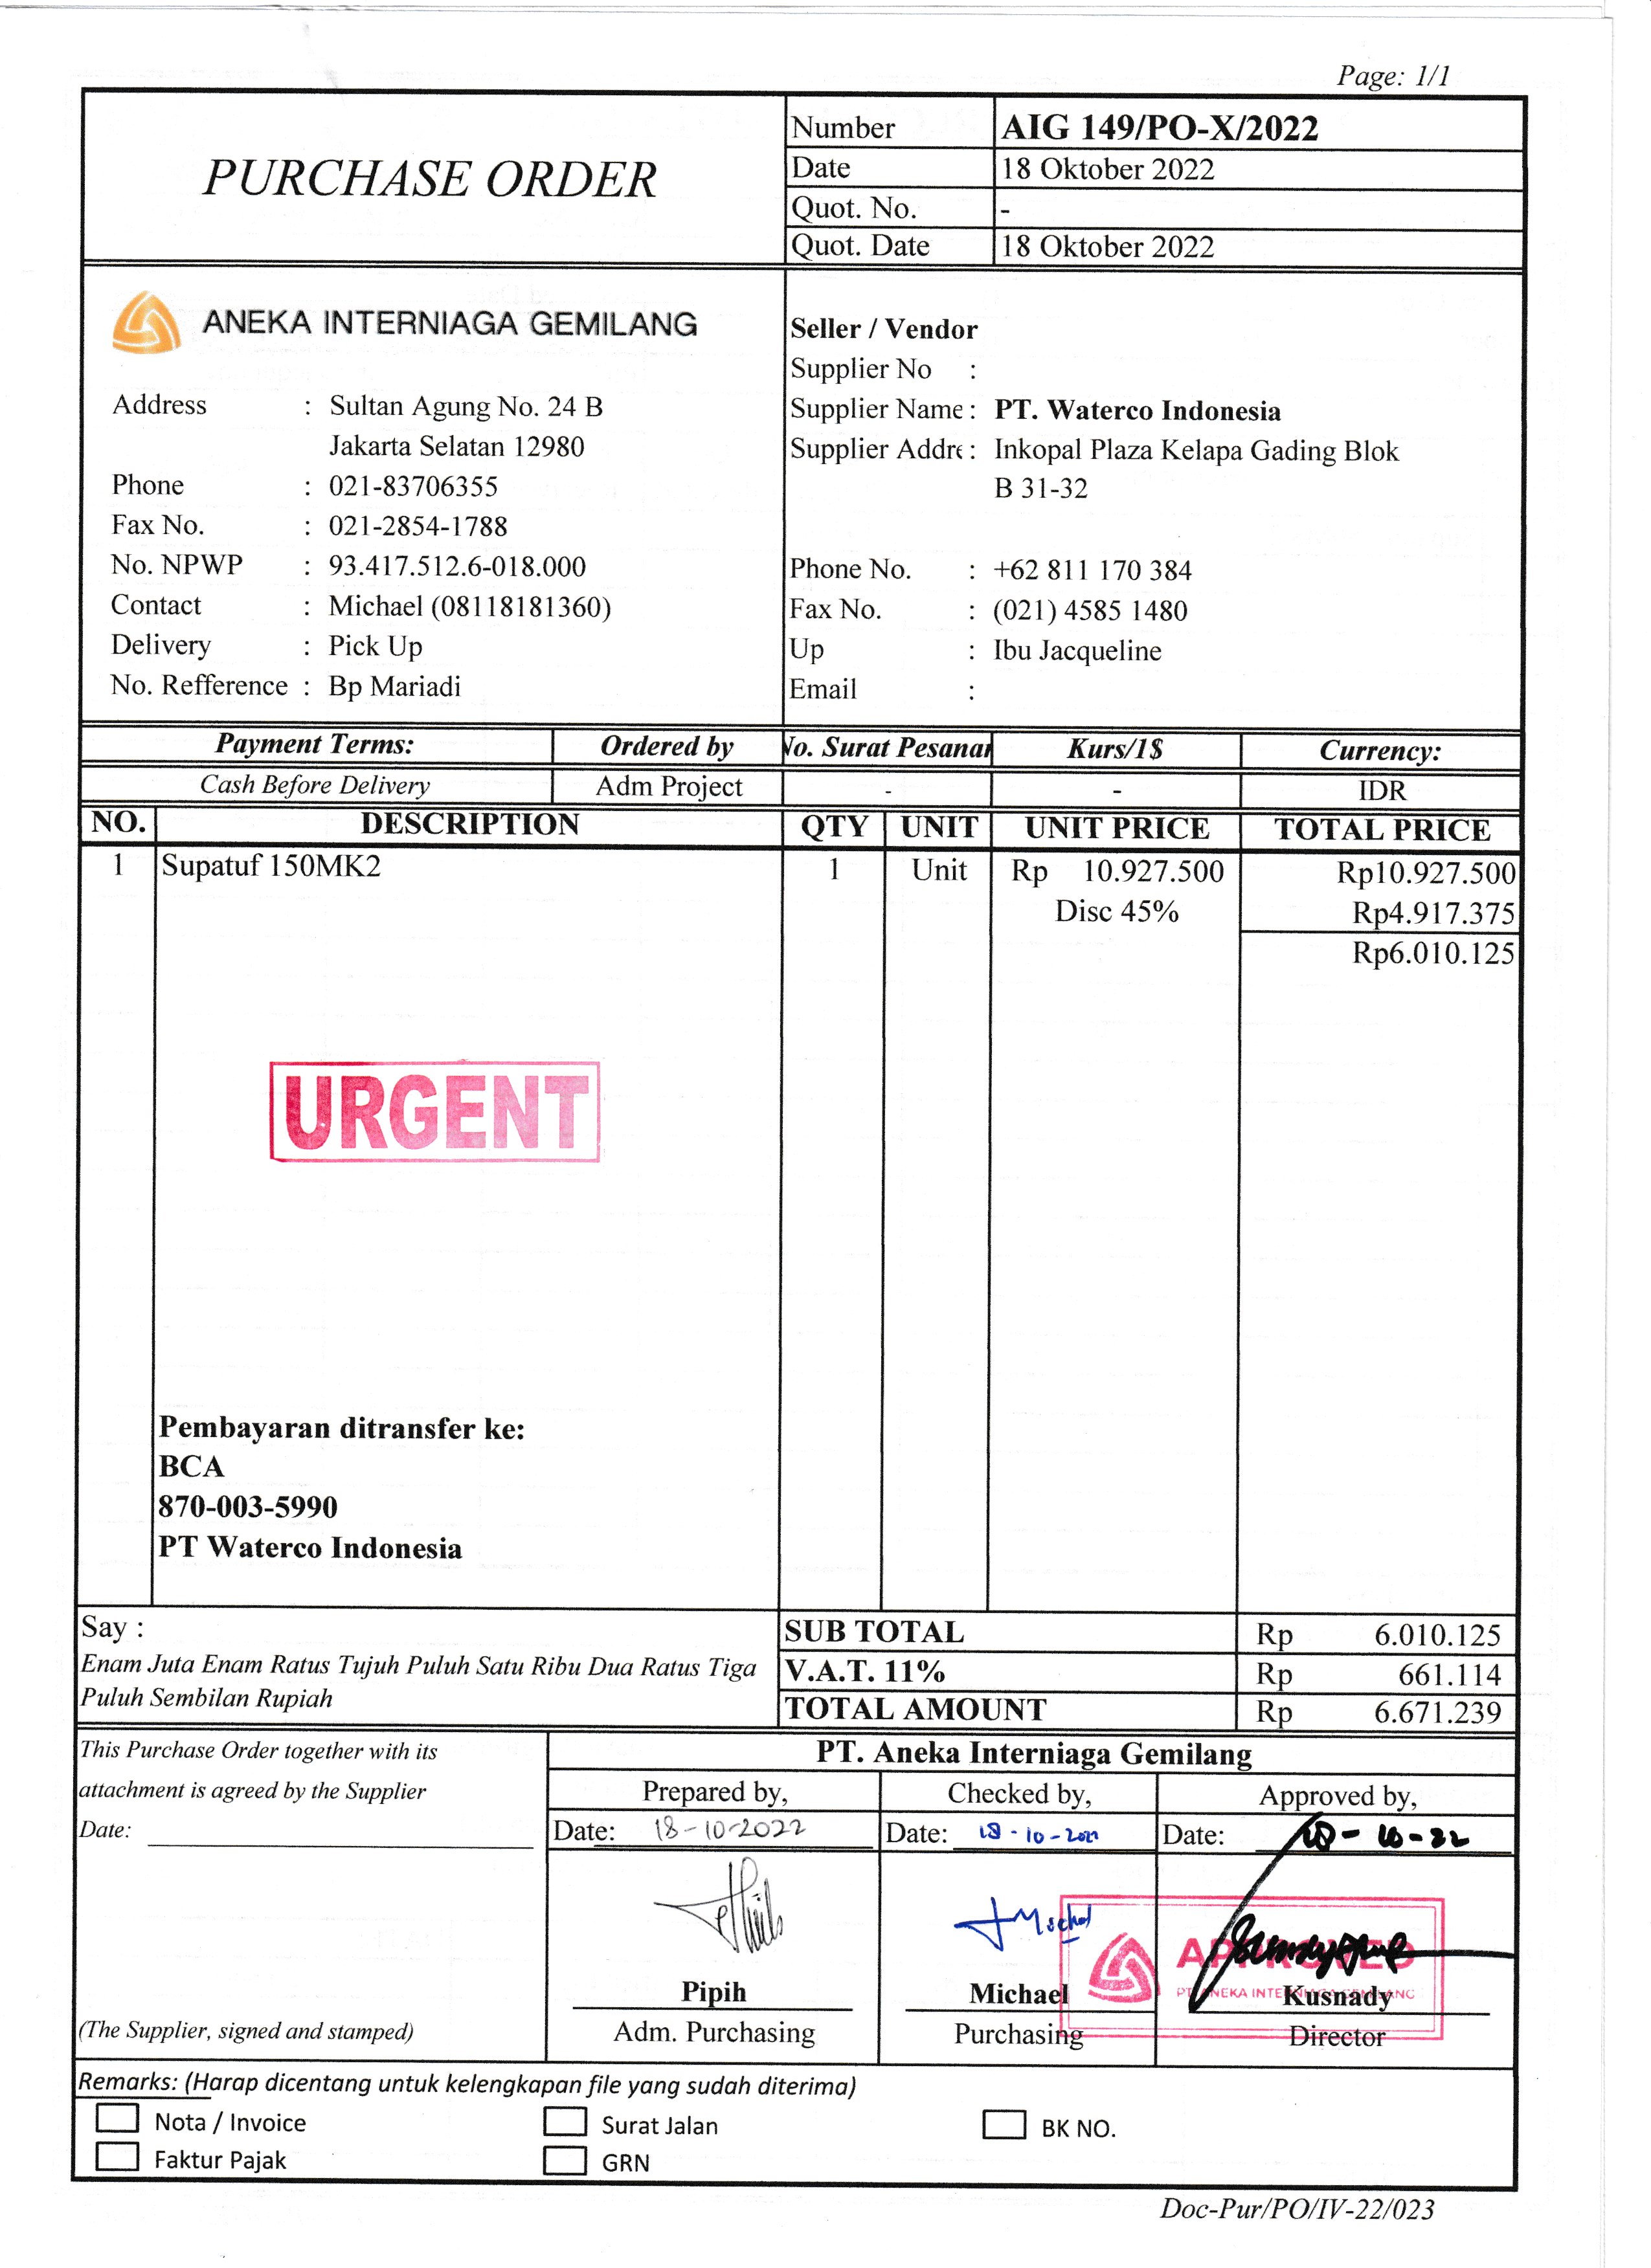 Page: 1/1
PURCHASE ORDER
Number AIG 149/PO-X/2022
Date 18 Oktober 2022
Quot. No. -
Quot. Date 18 Oktober 2022
ANEKA INTERNIAGA GEMILANG
Address : Sultan Agung No. 24 B
Jakarta Selatan 12980
Phone : 021-83706355
Fax No. : 021-2854-1788
No. NPWP : 93.417.512.6-018.000
Contact : Michael (08118181360)
Delivery : Pick Up
No. Refference : Bp Mariadi
Seller / Vendor
Supplier No :
Supplier Name : PT. Waterco Indonesia
Supplier Addre : Inkopal Plaza Kelapa Gading Blok
B 31-32
Phone No. : +62 811 170 384
Fax No. : (021) 4585 1480
Up : Ibu Jacqueline
Email :
Payment Terms: Ordered by No. Surat Pesanan Kurs/1$ Currency:
Cash Before Delivery Adm Project - - IDR
NO. DESCRIPTION QTY UNIT UNIT PRICE TOTAL PRICE
1 Supatuf 150MK2 1 Unit Rp 10.927.500 Rp10.927.500
Disc 45% Rp4.917.375
Rp6.010.125
URGENT
Pembayaran ditransfer ke:
BCA
870-003-5990
PT Waterco Indonesia
Say :
Enam Juta Enam Ratus Tujuh Puluh Satu Ribu Dua Ratus Tiga
Puluh Sembilan Rupiah
SUB TOTAL Rp 6.010.125
V.A.T. 11% Rp 661.114
TOTAL AMOUNT Rp 6.671.239
This Purchase Order together with its
attachment is agreed by the Supplier
Date:
(The Supplier, signed and stamped)
PT. Aneka Interniaga Gemilang
Prepared by, Checked by, Approved by,
Date: 18-10-2022 Date: 18-10-2022 Date: 18-10-22
APPROVED
PT ANEKA INTERNIAGA GEMILANG
Pipih Michael Kusnady
Adm. Purchasing Purchasing Director
Remarks: (Harap dicentang untuk kelengkapan file yang sudah diterima)
Nota / Invoice Surat Jalan BK NO.
Faktur Pajak GRN
Doc-Pur/PO/IV-22/023